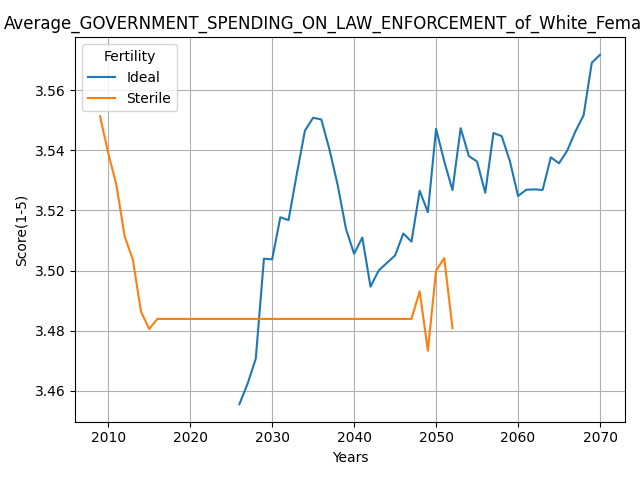 Average_GOVERNMENT_SPENDING_ON_LAW_ENFORCEMENT_of_White_Fema
Fertility
Ideal
Sterile
3.56
3.54
3.52
3.50
3.48
3.46
Score(1-5)
2010 2020 2030 2040 2050 2060 2070
Years